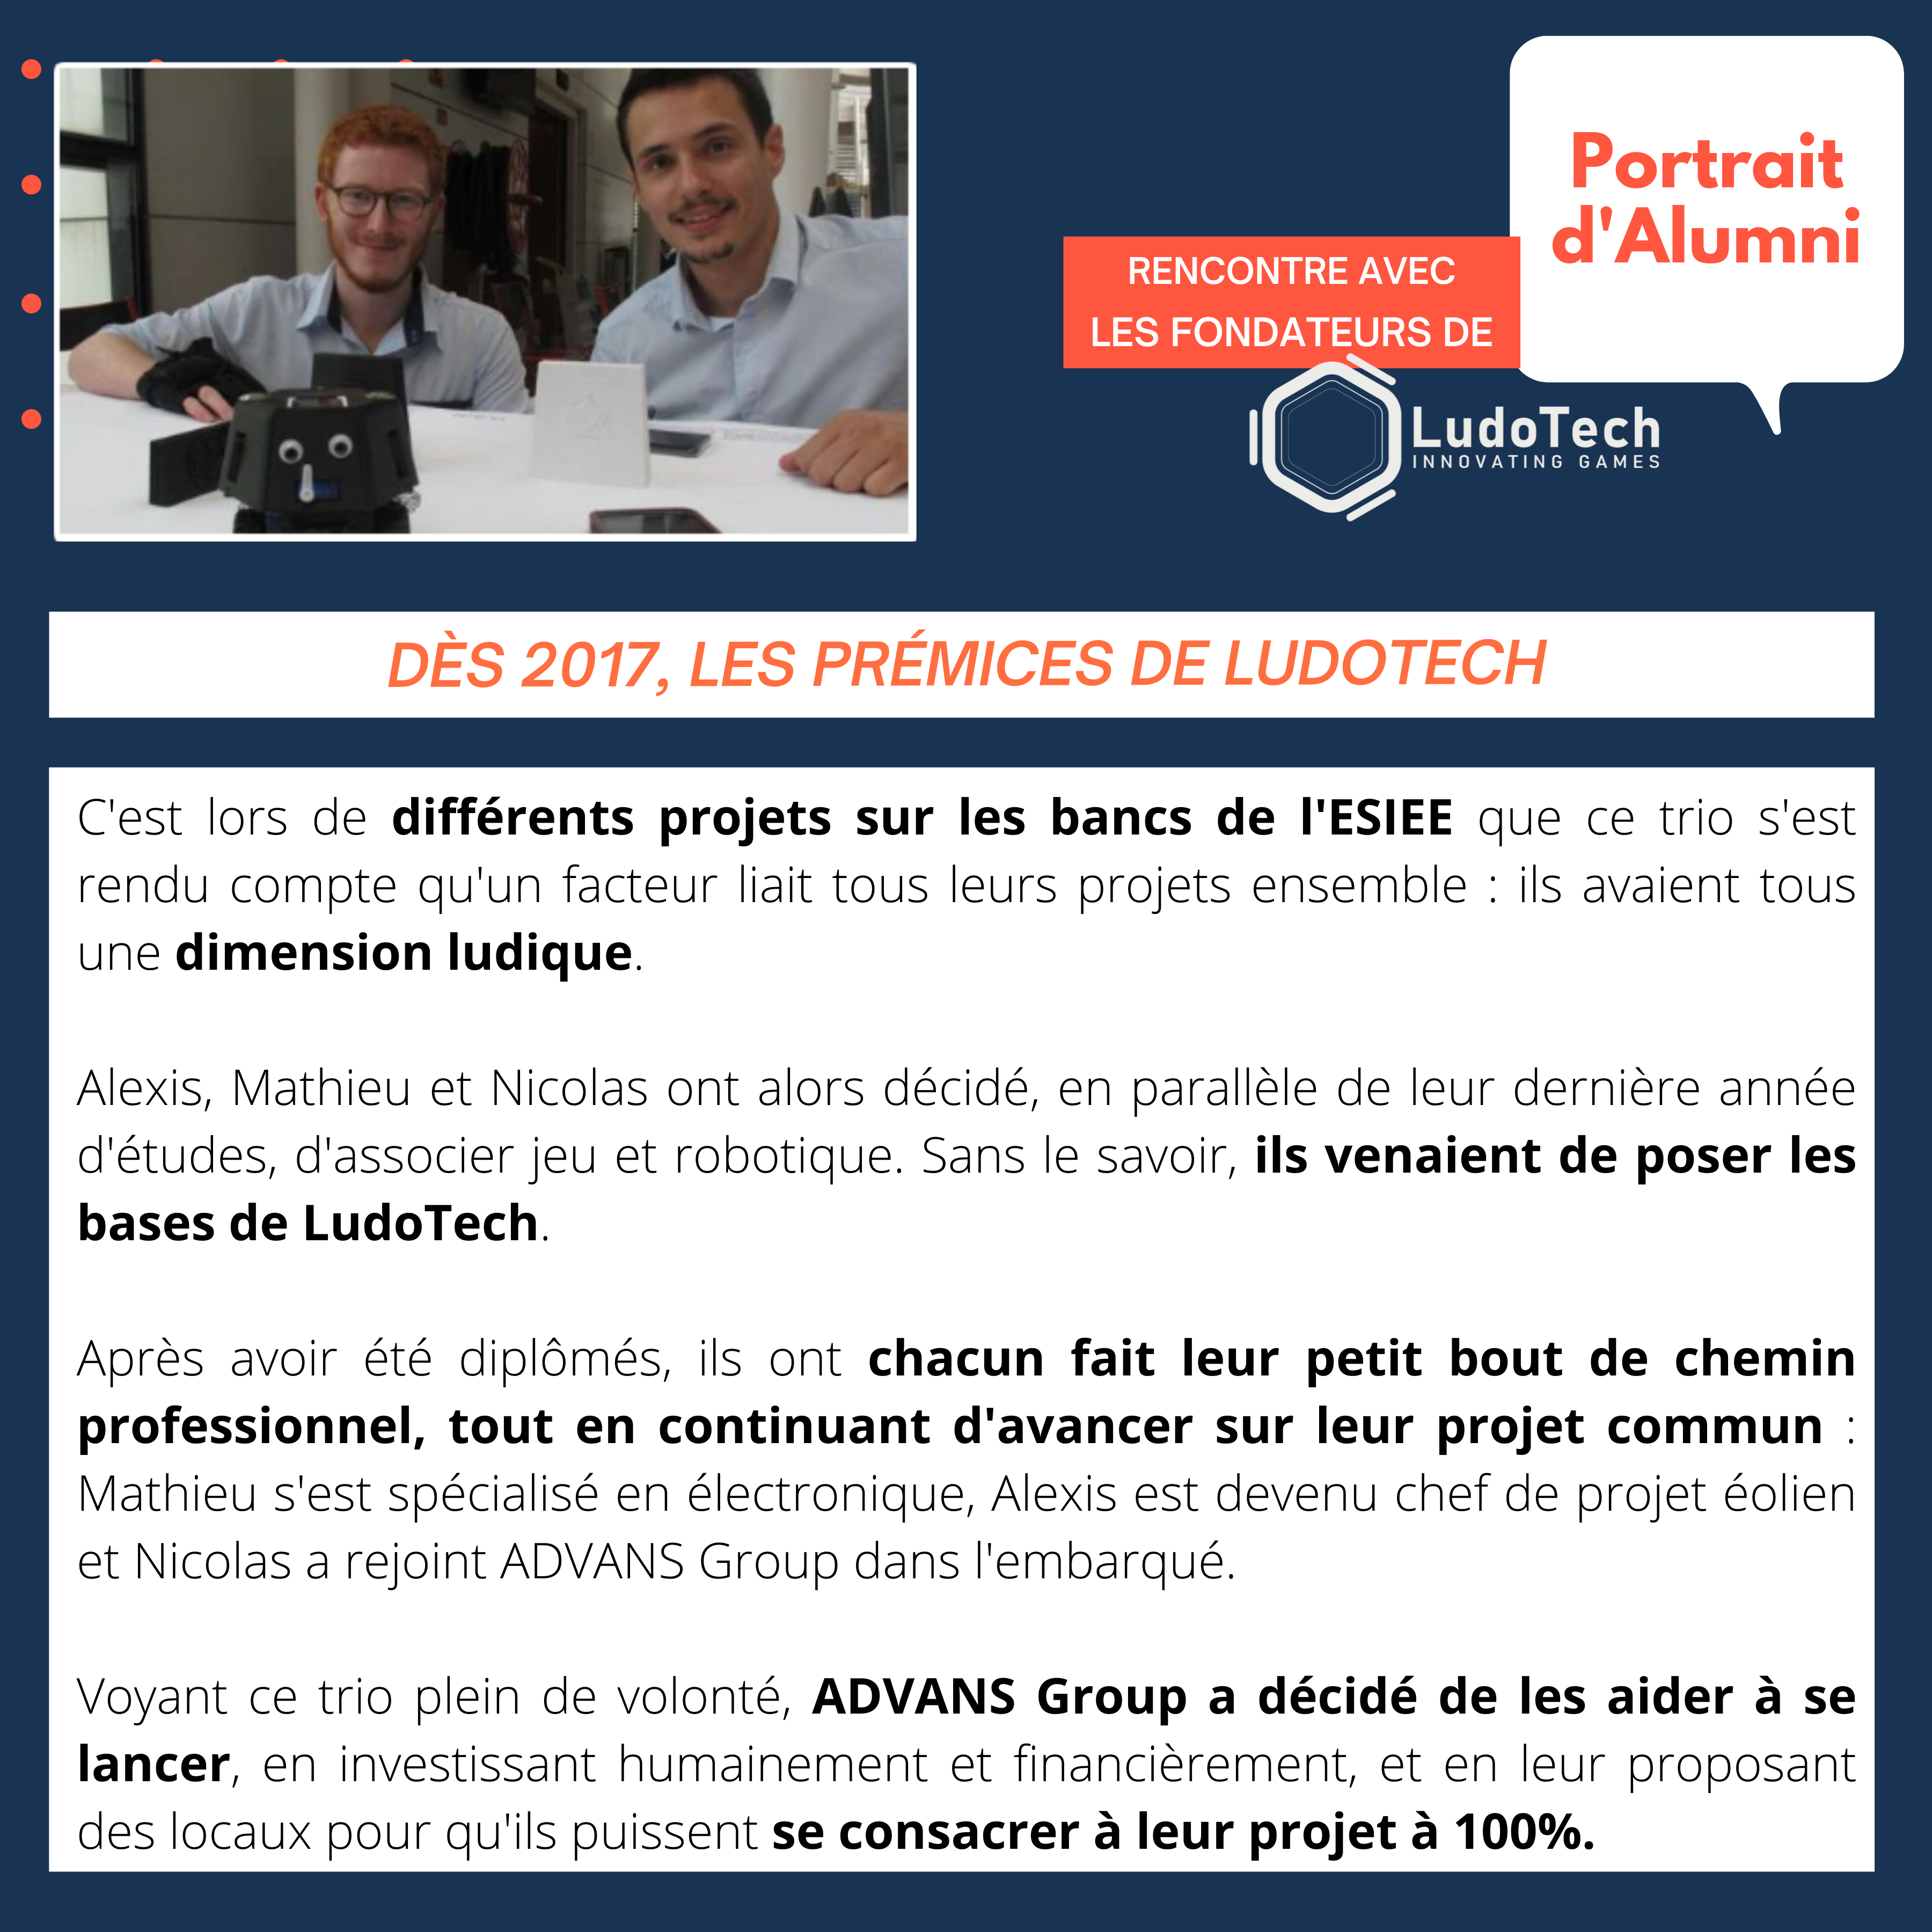 Portrait
d'Alumni
RENCONTRE AVEC
LES FONDATEURS DE
LudoTech
INNOVATING GAMES
DÈS 2017, LES PRÉMICES DE LUDOTECH
C'est lors de différents projets sur les bancs de l'ESIEE que ce trio s'est
rendu compte qu'un facteur liait tous leurs projets ensemble : ils avaient tous
une dimension ludique.
Alexis, Mathieu et Nicolas ont alors décidé, en parallèle de leur dernière année
d'études, d'associer jeu et robotique. Sans le savoir, ils venaient de poser les
bases de LudoTech.
Après avoir été diplômés, ils ont chacun fait leur petit bout de chemin
professionnel, tout en continuant d'avancer sur leur projet commun :
Mathieu s'est spécialisé en électronique, Alexis est devenu chef de projet éolien
et Nicolas a rejoint ADVANS Group dans l'embarqué.
Voyant ce trio plein de volonté, ADVANS Group a décidé de les aider à se
lancer, en investissant humainement et financièrement, et en leur proposant
des locaux pour qu'ils puissent se consacrer à leur projet à 100%.